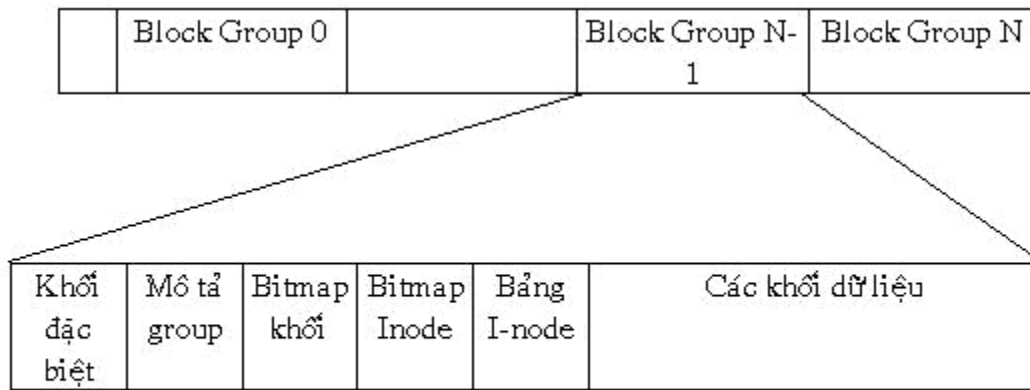 Block Group 0
Block Group N-
1
Block Group N
Khối
đặc
biệt
Mô tả
group
Bitmap
khối
Bitmap
Inode
Bảng
I-node
Các khối dữ liệu